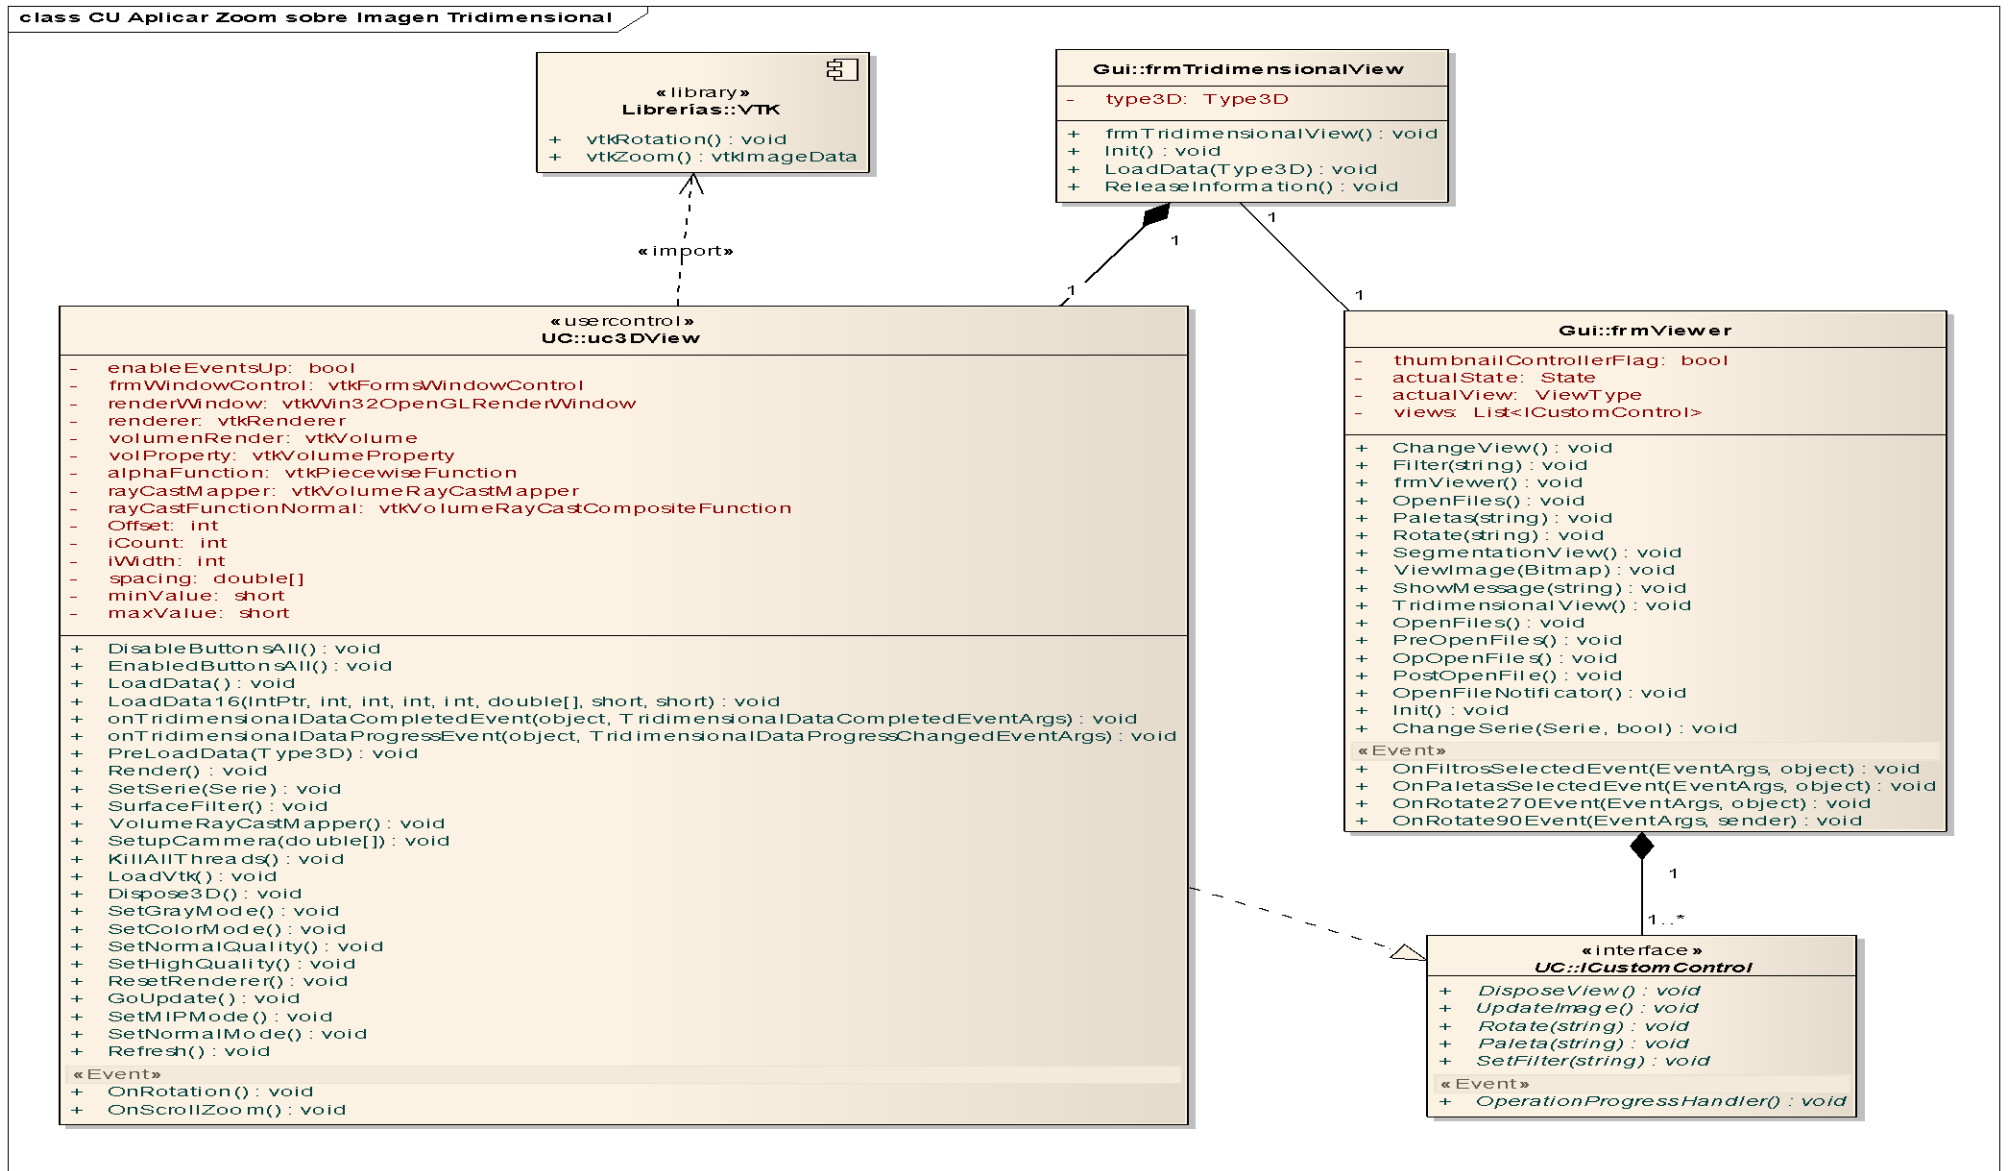 class CU Aplicar Zoom sobre Imagen Tridimensional
«library»
Librerías::VTK
+ vtkRotation() : void
+ vtkZoom() : vtkImageData
Gui::frmTridimensionalView
- type3D: Type3D
+ frmTridimensionalView() : void
+ Init() : void
+ LoadData(Type3D) : void
+ ReleaseInformation() : void
1
1
«import»
1
1
«usercontrol»
UC::uc3DView
- enableEventsUp: bool
- frmWindowControl: vtkFormsWindowControl
- renderWindow: vtkWin32OpenGLRenderWindow
- renderer: vtkRenderer
- volumenRender: vtkVolume
- volProperty: vtkVolumeProperty
- alphaFunction: vtkPiecewiseFunction
- rayCastMapper: vtkVolumeRayCastMapper
- rayCastFunctionNormal: vtkVolumeRayCastCompositeFunction
- Offset: int
- iCount: int
- iWidth: int
- spacing: double[]
- minValue: short
- maxValue: short
+ DisableButtonsAll() : void
+ EnabledButtonsAll() : void
+ LoadData() : void
+ LoadData16(IntPtr, int, int, int, int, double[], short, short) : void
+ onTridimensionalDataCompletedEvent(object, TridimensionalDataCompletedEventArgs) : void
+ onTridimensionalDataProgressEvent(object, TridimensionalDataProgressChangedEventArgs) : void
+ PreLoadData(Type3D) : void
+ Render() : void
+ SetSerie(Serie) : void
+ SurfaceFilter() : void
+ VolumeRayCastMapper() : void
+ SetupCammera(double[]) : void
+ KillAllThreads() : void
+ LoadVtk() : void
+ Dispose3D() : void
+ SetGrayMode() : void
+ SetColorMode() : void
+ SetNormalQuality() : void
+ SetHighQuality() : void
+ ResetRenderer() : void
+ GoUpdate() : void
+ SetMIPMode() : void
+ SetNormalMode() : void
+ Refresh() : void
«Event»
+ OnRotation() : void
+ OnScrollZoom() : void
Gui::frmViewer
- thumbnailControllerFlag: bool
- actualState: State
- actualView: ViewType
- views: List<ICustomControl>
+ ChangeView() : void
+ Filter(string) : void
+ frmViewer() : void
+ OpenFiles() : void
+ Paletas(string) : void
+ Rotate(string) : void
+ SegmentationView() : void
+ ViewImage(Bitmap) : void
+ ShowMessage(string) : void
+ TridimensionalView() : void
+ OpenFiles() : void
+ PreOpenFiles() : void
+ OpOpenFiles() : void
+ PostOpenFile() : void
+ OpenFileNotificator() : void
+ Init() : void
+ ChangeSerie(Serie, bool) : void
«Event»
+ OnFiltrosSelectedEvent(EventArgs, object) : void
+ OnPaletasSelectedEvent(EventArgs, object) : void
+ OnRotate270Event(EventArgs, object) : void
+ OnRotate90Event(EventArgs, sender) : void
1
1..*
«interface»
UC::ICustomControl
+ DisposeView() : void
+ UpdateImage() : void
+ Rotate(string) : void
+ Paleta(string) : void
+ SetFilter(string) : void
«Event»
+ OperationProgressHandler() : void